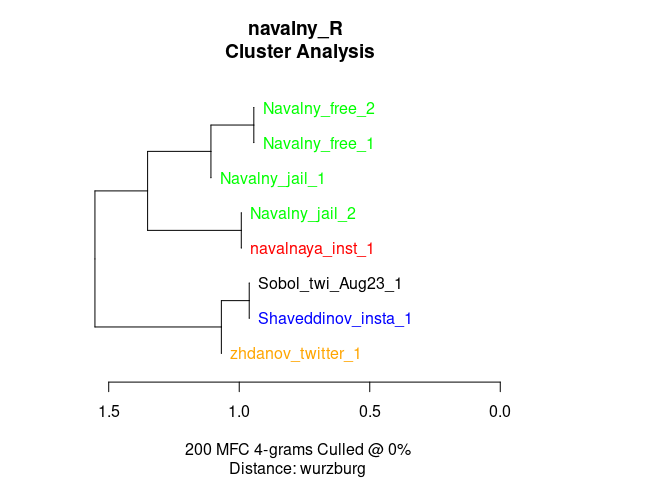 navalny_R
Cluster Analysis
Navalny_free_2
Navalny_free_1
Navalny_jail_1
Navalny_jail_2
navalnaya_inst_1
Sobol_twi_Aug23_1
Shaveddinov_insta_1
zhdanov_twitter_1
1.5 1.0 0.5 0.0
200 MFC 4-grams Culled @ 0%
Distance: wurzburg